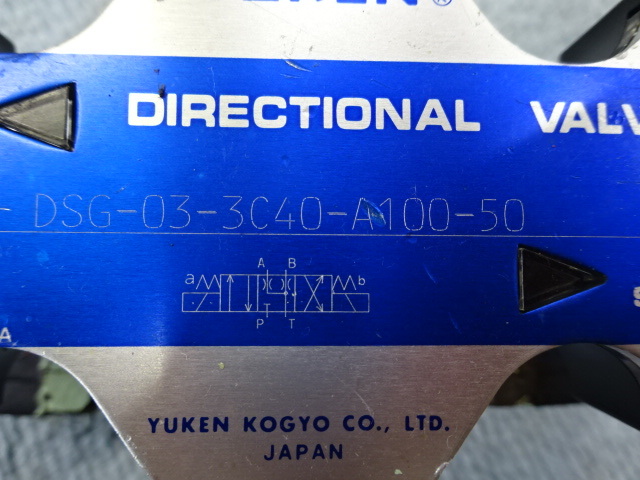 DIRECTIONAL VALV
DSG-03-3C40-A100-50
A B
a b
P T
A
YUKEN KOGYO CO., LTD.
JAPAN